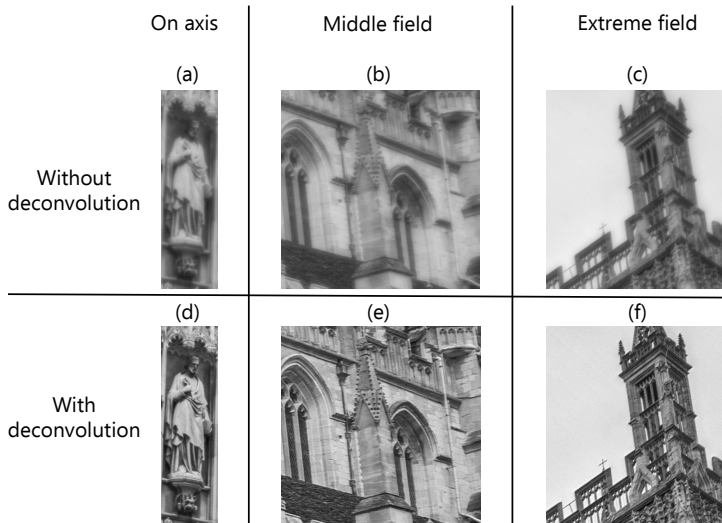 On axis
Middle field
Extreme field
(a)
(b)
(c)
Without
deconvolution
(d)
(e)
(f)
With
deconvolution